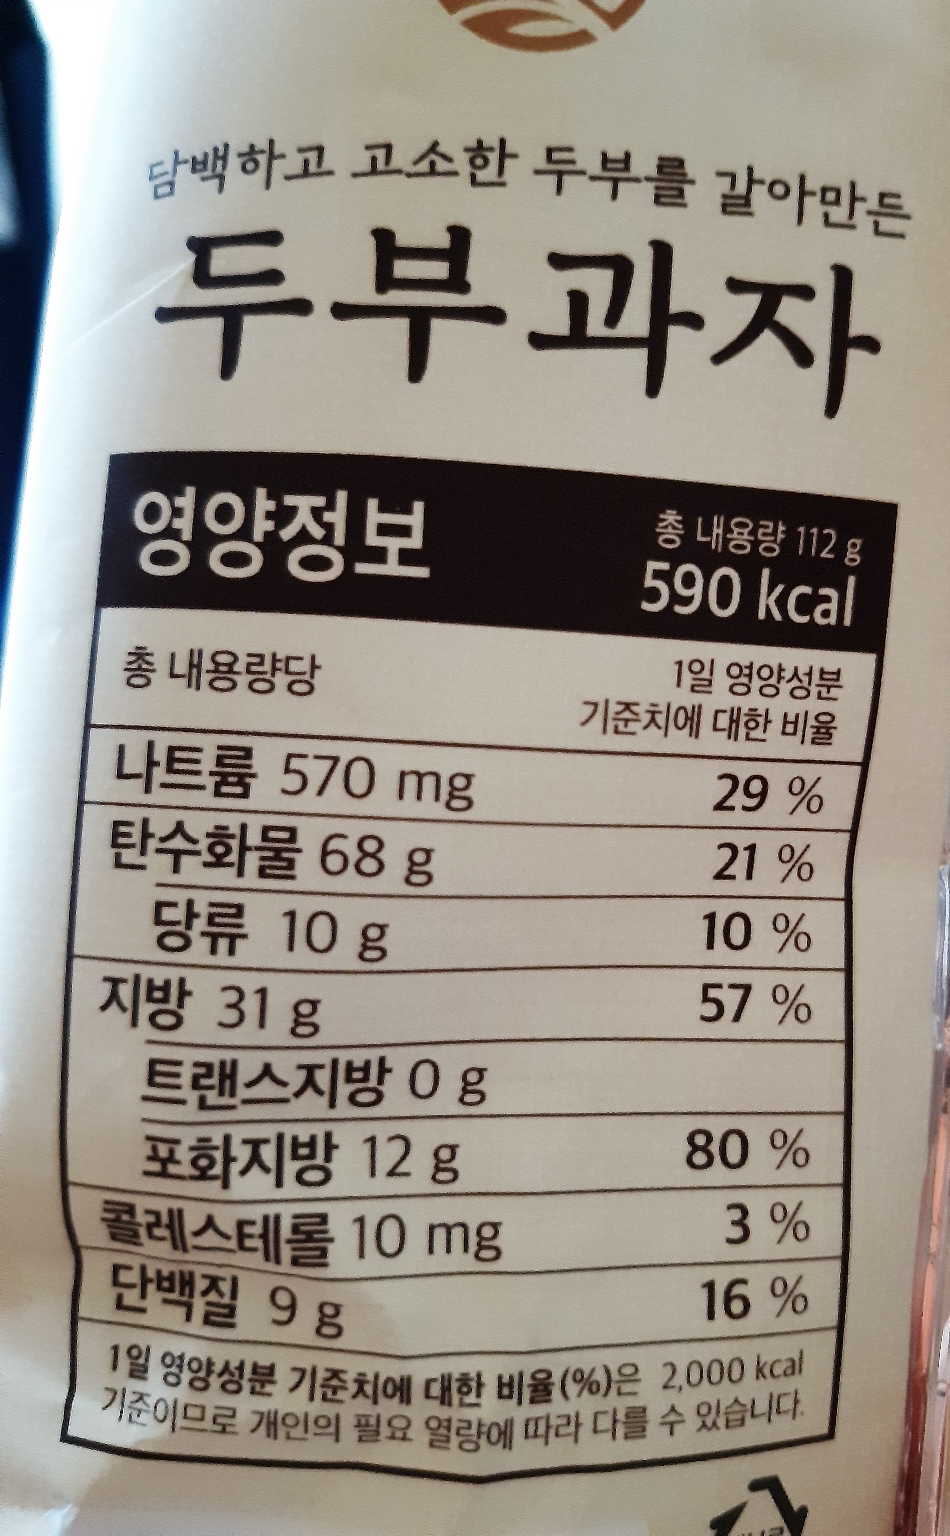 담백하고 고소한 두부를 갈아만든
두부과자
영양정보
총 내용량 112 g
590 kcal
총 내용량당
1일 영양성분
기준치에 대한 비율
나트륨 570 mg 29 %
탄수화물 68 g 21 %
당류 10 g 10 %
지방 31 g 57 %
트랜스지방 0 g
포화지방 12 g 80 %
콜레스테롤 10 mg 3 %
단백질 9 g 16 %
1일 영양성분 기준치에 대한 비율(%)은 2,000 kcal
기준이므로 개인의 필요 열량에 따라 다를 수 있습니다.